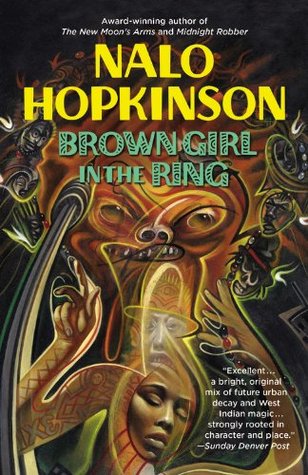 Award-winning author of
The New Moon's Arms and Midnight Robber
NALO
HOPKINSON
BROWN GIRL
IN THE RING
"Excellent...
a bright, original
mix of future urban
decay and West
Indian magic...
strongly rooted in
character and place."
—Sunday Denver Post